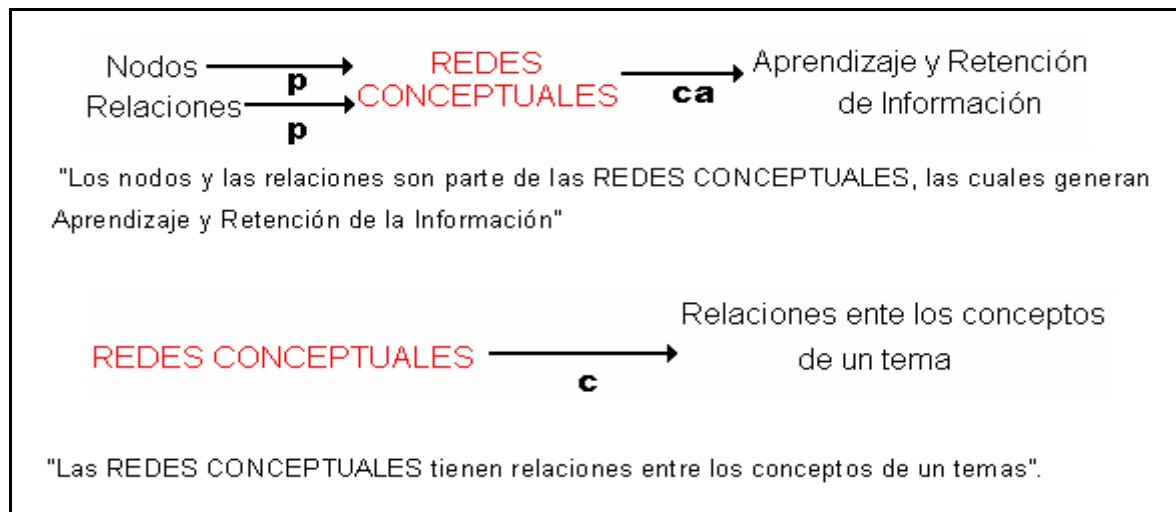 Nodos
p
Relaciones
p
REDES
CONCEPTUALES
ca
Aprendizaje y Retención
de Información
"Los nodos y las relaciones son parte de las REDES CONCEPTUALES, las cuales generan
Aprendizaje y Retención de la Información"
REDES CONCEPTUALES
c
Relaciones ente los conceptos
de un tema
"Las REDES CONCEPTUALES tienen relaciones entre los conceptos de un temas".